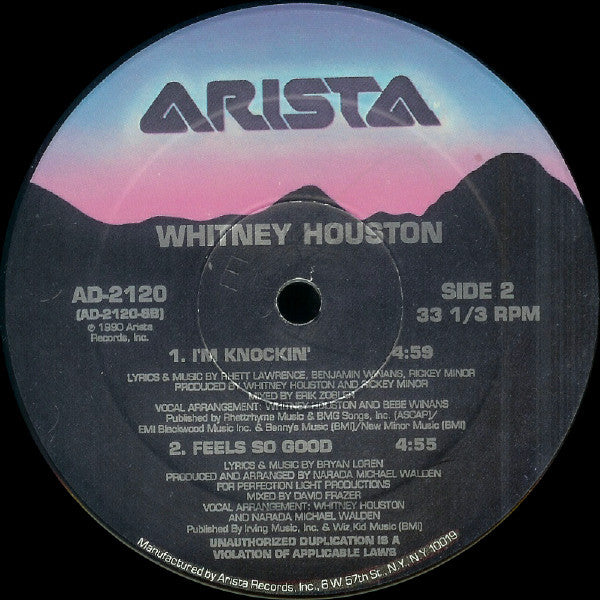 ARISTA
WHITNEY HOUSTON
AD-2120
(AD-2120-SB)
℗ 1990 Arista
Records, Inc.
SIDE 2
33 1/3 RPM
1. I'M KNOCKIN' 4:59
LYRICS & MUSIC BY RHETT LAWRENCE, BENJAMIN WINANS, RICKEY MINOR
PRODUCED BY WHITNEY HOUSTON AND RICKEY MINOR
MIXED BY ERIK ZOBLER
VOCAL ARRANGEMENT: WHITNEY HOUSTON AND BEBE WINANS
Published by Rhettrhyme Music & BMG Songs, Inc. (ASCAP)/
EMI Blackwood Music Inc. & Benny's Music (BMI)/New Minor Music (BMI)
2. FEELS SO GOOD 4:55
LYRICS & MUSIC BY BRYAN LOREN
PRODUCED AND ARRANGED BY NARADA MICHAEL WALDEN
FOR PERFECTION LIGHT PRODUCTIONS
MIXED BY DAVID FRAZER
VOCAL ARRANGEMENT: WHITNEY HOUSTON
AND NARADA MICHAEL WALDEN
Published By Irving Music, Inc. & Wiz Kid Music (BMI)
UNAUTHORIZED DUPLICATION IS A
VIOLATION OF APPLICABLE LAWS
Manufactured by Arista Records, Inc., 6 W 57th St., N.Y., N.Y. 10019